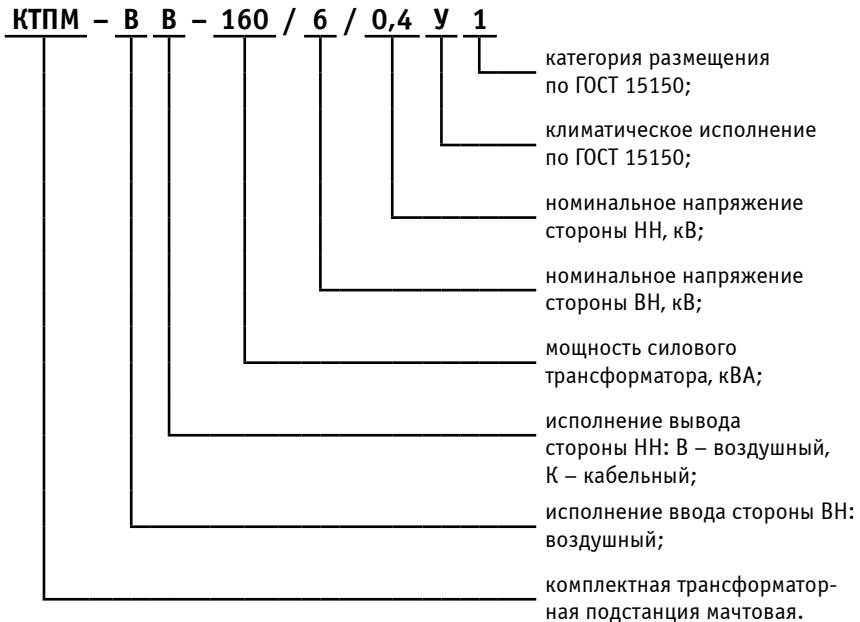 КТПМ – В В – 160 / 6 / 0,4 У 1
категория размещения
по ГОСТ 15150;
климатическое исполнение
по ГОСТ 15150;
номинальное напряжение
стороны НН, кВ;
номинальное напряжение
стороны ВН, кВ;
мощность силового
трансформатора, кВА;
исполнение вывода
стороны НН: В – воздушный,
К – кабельный;
исполнение ввода стороны ВН:
воздушный;
комплектная трансформатор-
ная подстанция мачтовая.